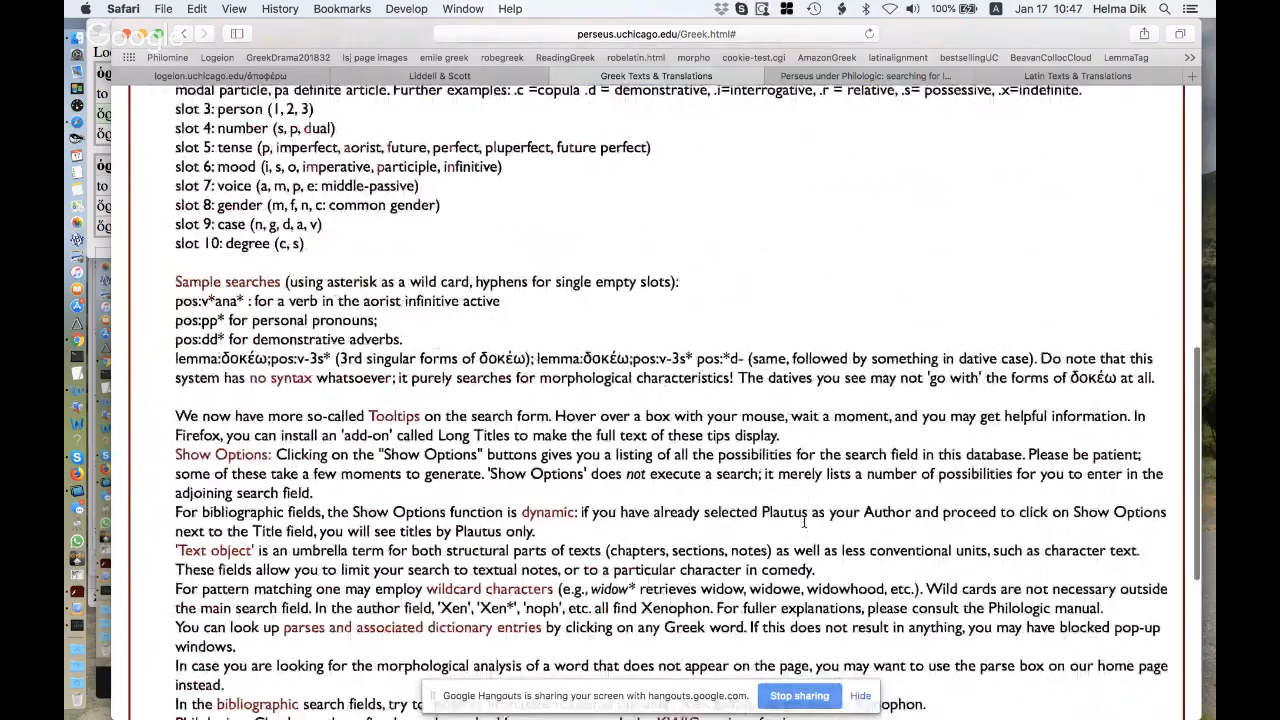 Safari File Edit View History Bookmarks Develop Window Help 100% Jan 17 10:47 Helma Dik
Google
perseus.uchicago.edu/Greek.html#
Philomine Logeion GreekDrama201832 lsj page images emile greek robegreek ReadingGreek robelatin.html morpho cookie-test.cgi AmazonGreek latinalignment bestsellingUC BeavanCollocCloud LemmaTag
logeion.uchicago.edu/ὑποφέρω Liddell & Scott Greek Texts & Translations Perseus under Philologic: searching for l... Latin Texts & Translations
modal particle, pa definite article. Further examples: .c =copula .d = demonstrative, .i=interrogative, .r = relative, .s= possessive, .x=indefinite.
slot 3: person (1, 2, 3)
slot 4: number (s, p, dual)
slot 5: tense (p, imperfect, aorist, future, perfect, pluperfect, future perfect)
slot 6: mood (i, s, o, imperative, participle, infinitive)
slot 7: voice (a, m, p, e: middle-passive)
slot 8: gender (m, f, n, c: common gender)
slot 9: case (n, g, d, a, v)
slot 10: degree (c, s)
Sample searches (using asterisk as a wild card, hyphens for single empty slots):
pos:v*ana* : for a verb in the aorist infinitive active
pos:pp* for personal pronouns;
pos:dd* for demonstrative adverbs.
lemma:δοκέω;pos:v-3s* (3rd singular forms of δοκέω); lemma:δοκέω;pos:v-3s* pos:*d- (same, followed by something in dative case). Do note that this
system has no syntax whatsoever; it purely searches for morphological characteristics! The datives you see may not 'go with' the forms of δοκέω at all.
We now have more so-called Tooltips on the search form. Hover over a box with your mouse, wait a moment, and you may get helpful information. In
Firefox, you can install an 'add-on' called Long Titles to make the full text of these tips display.
Show Options: Clicking on the "Show Options" buttons gives you a listing of all the possibilities for the search field in this database. Please be patient;
some of these take a few moments to generate. 'Show Options' does not execute a search; it merely lists a number of possibilities for you to enter in the
adjoining search field.
For bibliographic fields, the Show Options function is dynamic: if you have already selected Plautus as your Author and proceed to click on Show Options
next to the Title field, you will see titles by Plautus only.
'Text object' is an umbrella term for both structural parts of texts (chapters, sections, notes) as well as less conventional units, such as character text.
These fields allow you to limit your search to textual notes, or to a particular character in comedy.
For pattern matching one may employ wildcard characters (e.g., widow* retrieves widow, widowe, widowhood, etc.). Wild cards are not necessary outside
the main search field. In the author field, 'Xen', 'Xen*', 'noph', etc. all find Xenophon. For fuller explanations, please consult the Philologic manual.
You can look up parses and associated dictionary entries by clicking on any Greek word. If this does not result in anything, you may have blocked pop-up
windows.
In case you are looking for the morphological analysis of a word that does not appear on the page, you may want to use the parse box on our home page
instead.
In the bibliographic search fields, try to
Google Hangouts is sharing your screen with hangouts.google.com. Stop sharing Hide